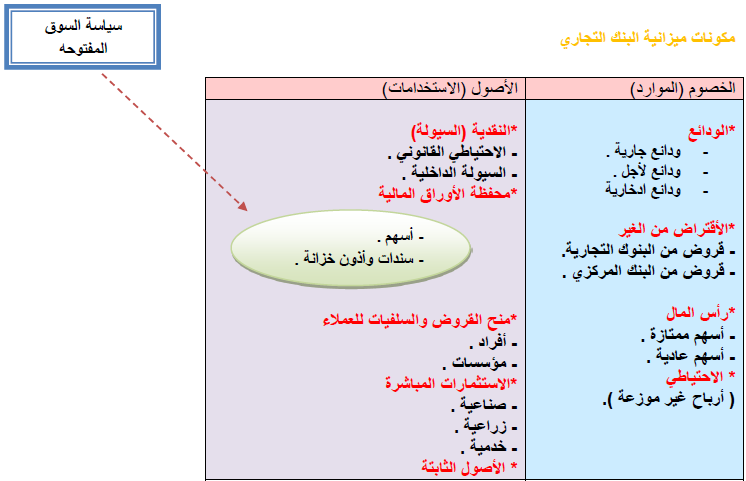 سياسة السوق
المفتوحه
مكونات ميزانية البنك التجاري
الخصوم (الموارد)
*الودائع
- ودائع جارية .
- ودائع لأجل .
- ودائع ادخارية
*الأقتراض من الغير
- قروض من البنوك التجارية.
- قروض من البنك المركزي .
*رأس المال
- أسهم ممتازة .
- أسهم عادية .
* الاحتياطي
( أرباح غير موزعة ).
الأصول (الاستخدامات)
*النقدية (السيولة)
- الاحتياطي القانوني .
- السيولة الداخلية .
*محفظة الأوراق المالية
- أسهم .
- سندات وأذون خزانة .
*منح القروض والسلفيات للعملاء
- أفراد .
- مؤسسات .
*الاستثمارات المباشرة
- صناعية .
- زراعية .
- خدمية .
* الأصول الثابتة